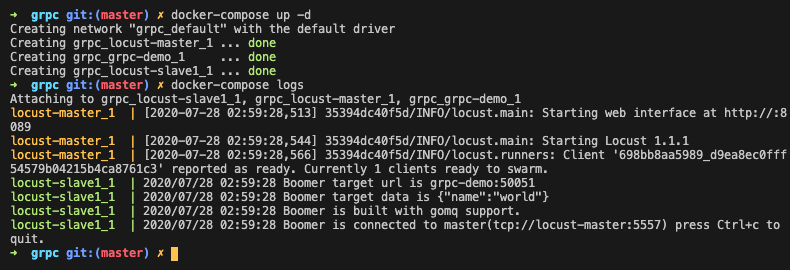 ➜  grpc git:(master) ✗ docker-compose up -d
Creating network "grpc_default" with the default driver
Creating grpc_locust-master_1 ... done
Creating grpc_grpc-demo_1     ... done
Creating grpc_locust-slave1_1 ... done
➜  grpc git:(master) ✗ docker-compose logs
Attaching to grpc_locust-slave1_1, grpc_locust-master_1, grpc_grpc-demo_1
locust-master_1  | [2020-07-28 02:59:28,513] 35394dc40f5d/INFO/locust.main: Starting web interface at http://:8
089
locust-master_1  | [2020-07-28 02:59:28,544] 35394dc40f5d/INFO/locust.main: Starting Locust 1.1.1
locust-master_1  | [2020-07-28 02:59:28,566] 35394dc40f5d/INFO/locust.runners: Client '698bb8aa5989_d9ea8ec0fff
54579b04215b4ca8761c3' reported as ready. Currently 1 clients ready to swarm.
locust-slave1_1  | 2020/07/28 02:59:28 Boomer target url is grpc-demo:50051
locust-slave1_1  | 2020/07/28 02:59:28 Boomer target data is {"name":"world"}
locust-slave1_1  | 2020/07/28 02:59:28 Boomer is built with gomq support.
locust-slave1_1  | 2020/07/28 02:59:28 Boomer is connected to master(tcp://locust-master:5557) press Ctrl+c to
quit.
➜  grpc git:(master) ✗